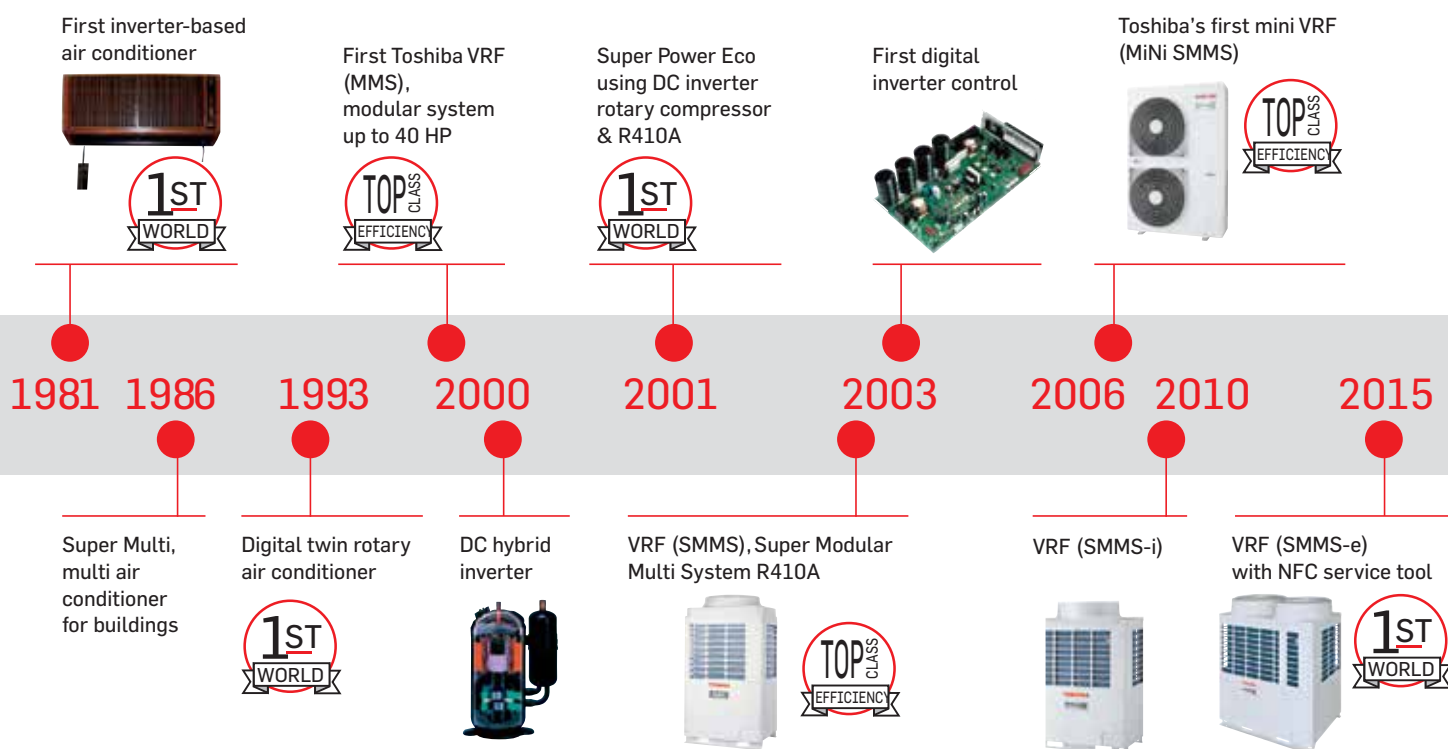 First inverter-based
air conditioner
1ST
WORLD
First Toshiba VRF
(MMS),
modular system
up to 40 HP
TOP CLASS
EFFICIENCY
Super Power Eco
using DC inverter
rotary compressor
& R410A
1ST
WORLD
First digital
inverter control
Toshiba's first mini VRF
(MiNi SMMS)
TOP CLASS
EFFICIENCY
1981 1986 1993 2000 2001 2003 2006 2010 2015
Super Multi,
multi air
conditioner
for buildings
Digital twin rotary
air conditioner
1ST
WORLD
DC hybrid
inverter
VRF (SMMS), Super Modular
Multi System R410A
TOP CLASS
EFFICIENCY
VRF (SMMS-i)
VRF (SMMS-e)
with NFC service tool
1ST
WORLD